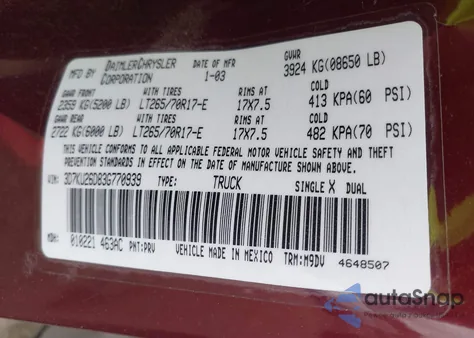 MFD BY DAIMLERCHRYSLER CORPORATION DATE OF MFR 1-03 GVWR 3924 KG(08650 LB)
GAWR FRONT WITH TIRES RIMS AT COLD
2359 KG(5200 LB) LT265/70R17-E 17X7.5 413 KPA(60 PSI)
GAWR REAR WITH TIRES RIMS AT COLD
2722 KG(6000 LB) LT265/70R17-E 17X7.5 482 KPA(70 PSI)
THIS VEHICLE CONFORMS TO ALL APPLICABLE FEDERAL MOTOR VEHICLE SAFETY AND THEFT
PREVENTION STANDARDS IN EFFECT ON THE DATE OF MANUFACTURE SHOWN ABOVE.
VIN: 3D7KU26D83G770939 TYPE: TRUCK SINGLE X DUAL
MDH: 010221 463AC PNT:PRV VEHICLE MADE IN MEXICO TRM:M9DV 4648507
autoSnap